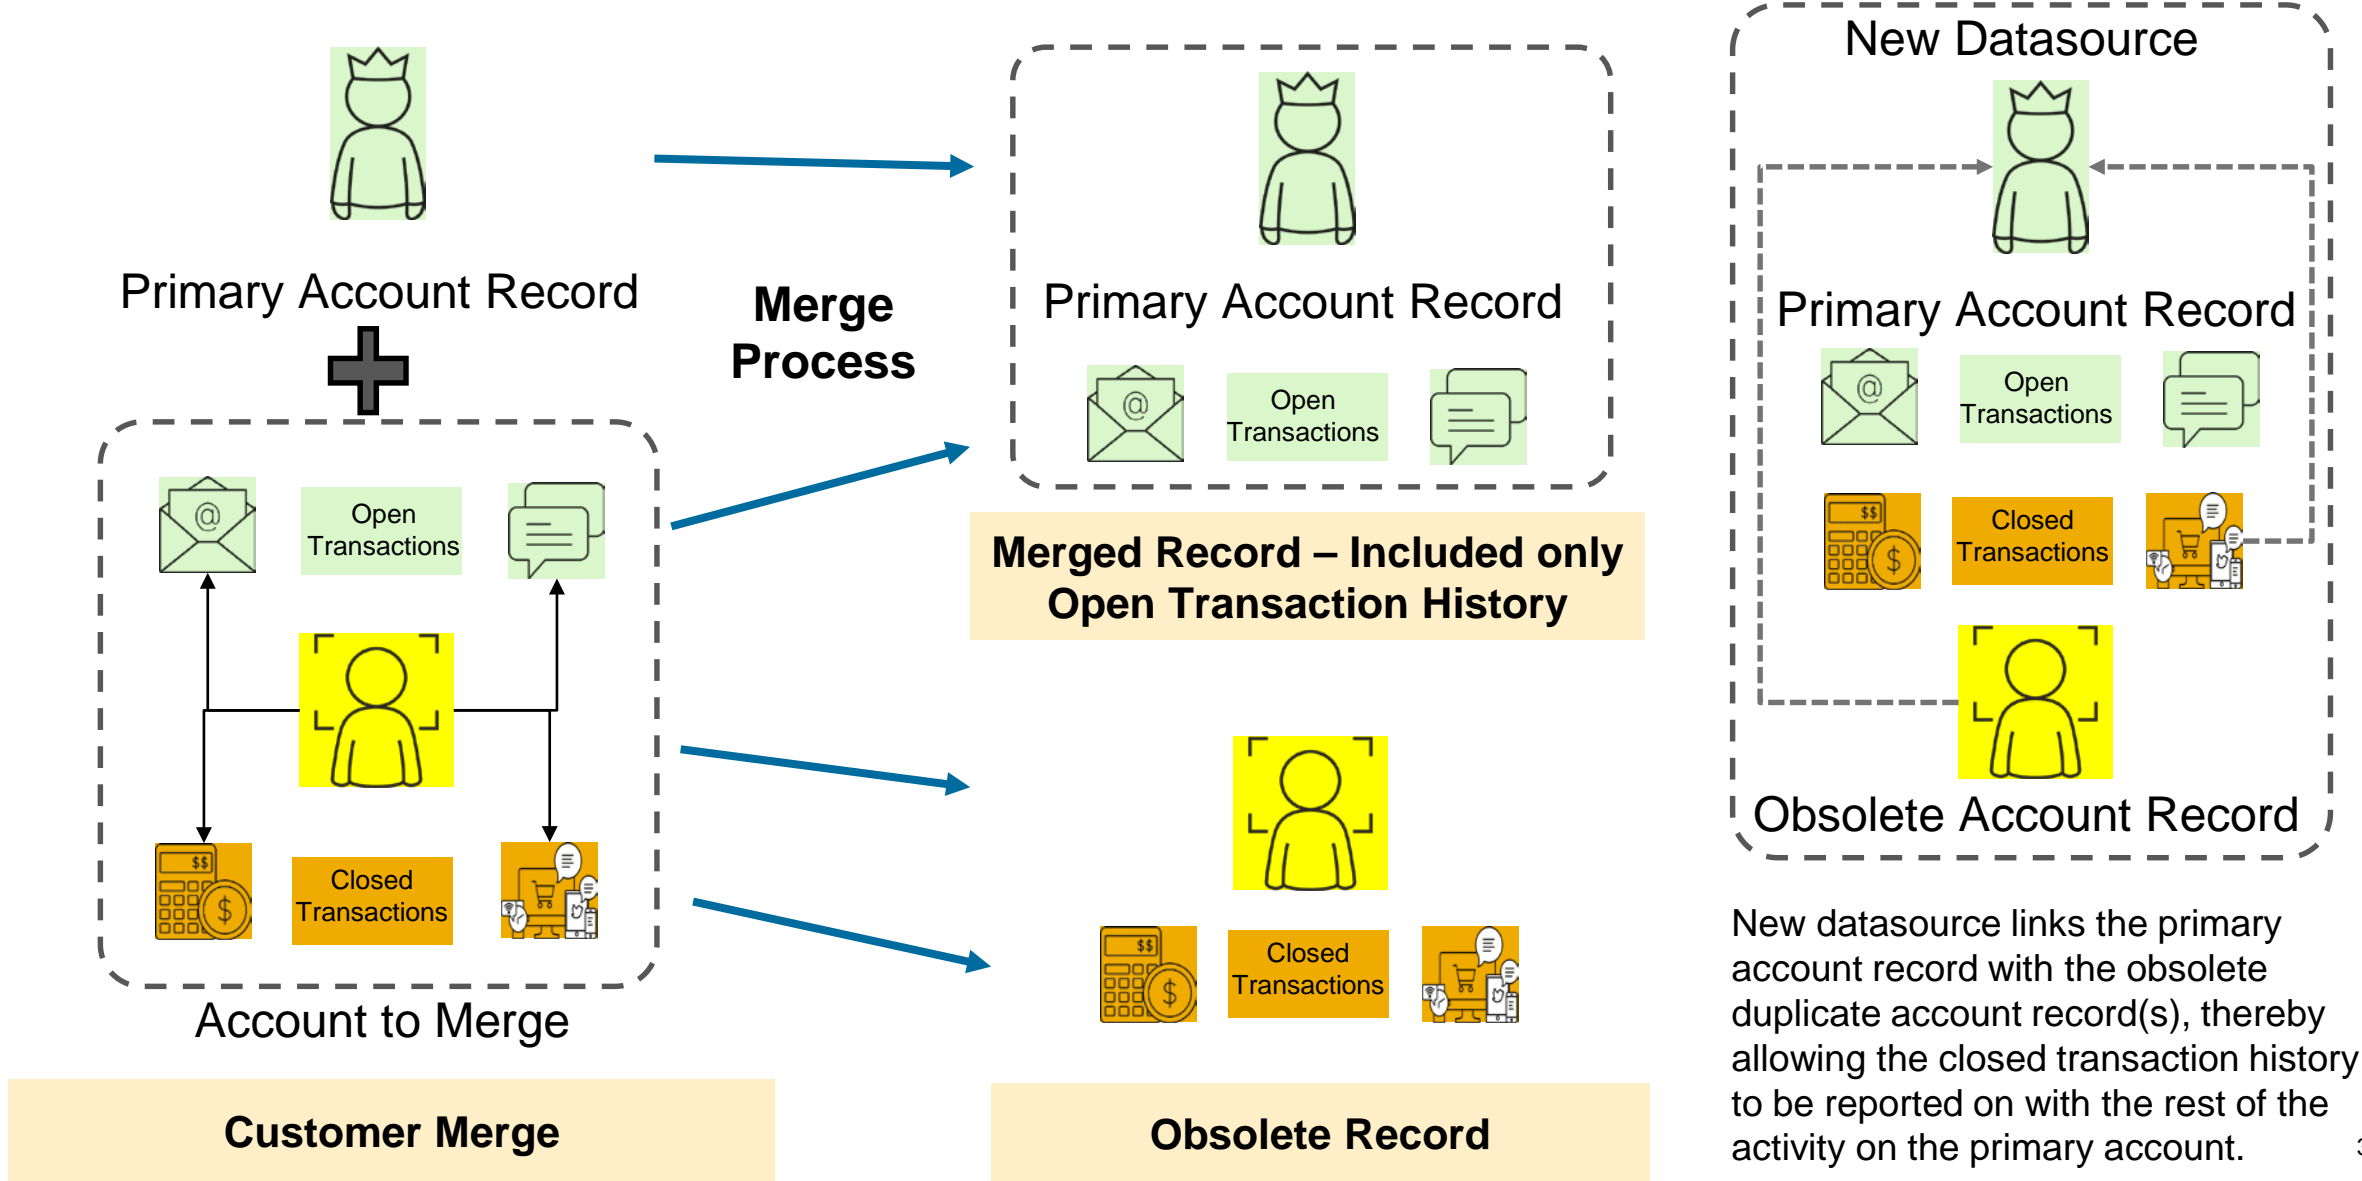 Primary Account Record
@
Open
Transactions
$$
$
Closed
Transactions
Account to Merge
Customer Merge
Merge
Process
Primary Account Record
@
Open
Transactions
Merged Record – Included only
Open Transaction History
$$
$
Closed
Transactions
Obsolete Record
New Datasource
Primary Account Record
@
Open
Transactions
$$
$
Closed
Transactions
Obsolete Account Record
New datasource links the primary
account record with the obsolete
duplicate account record(s), thereby
allowing the closed transaction history
to be reported on with the rest of the
activity on the primary account.